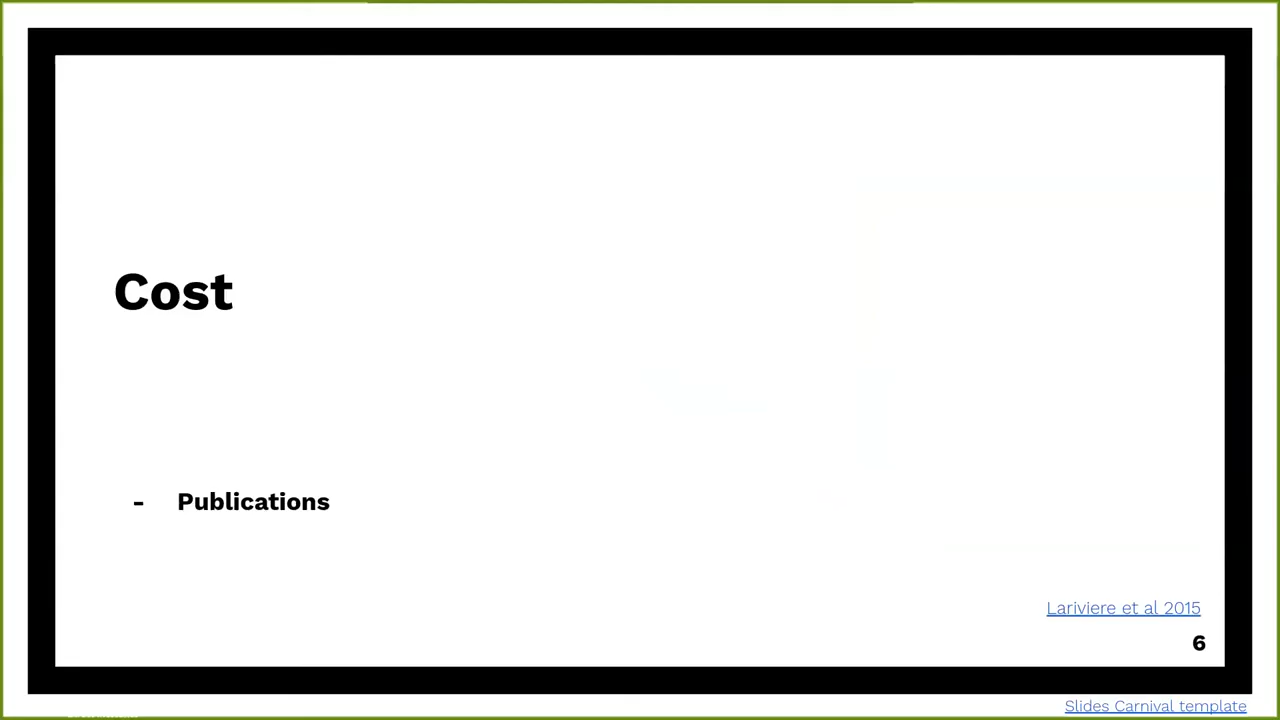 Cost
- Publications
Lariviere et al 2015
6
Slides Carnival template